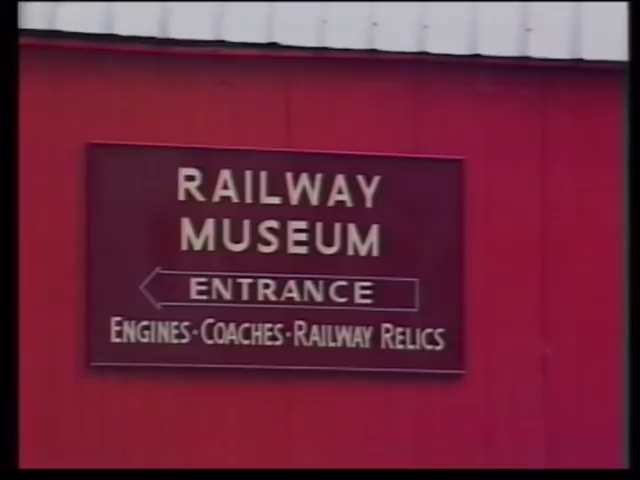 RAILWAY
MUSEUM
ENTRANCE
ENGINES · COACHES · RAILWAY RELICS